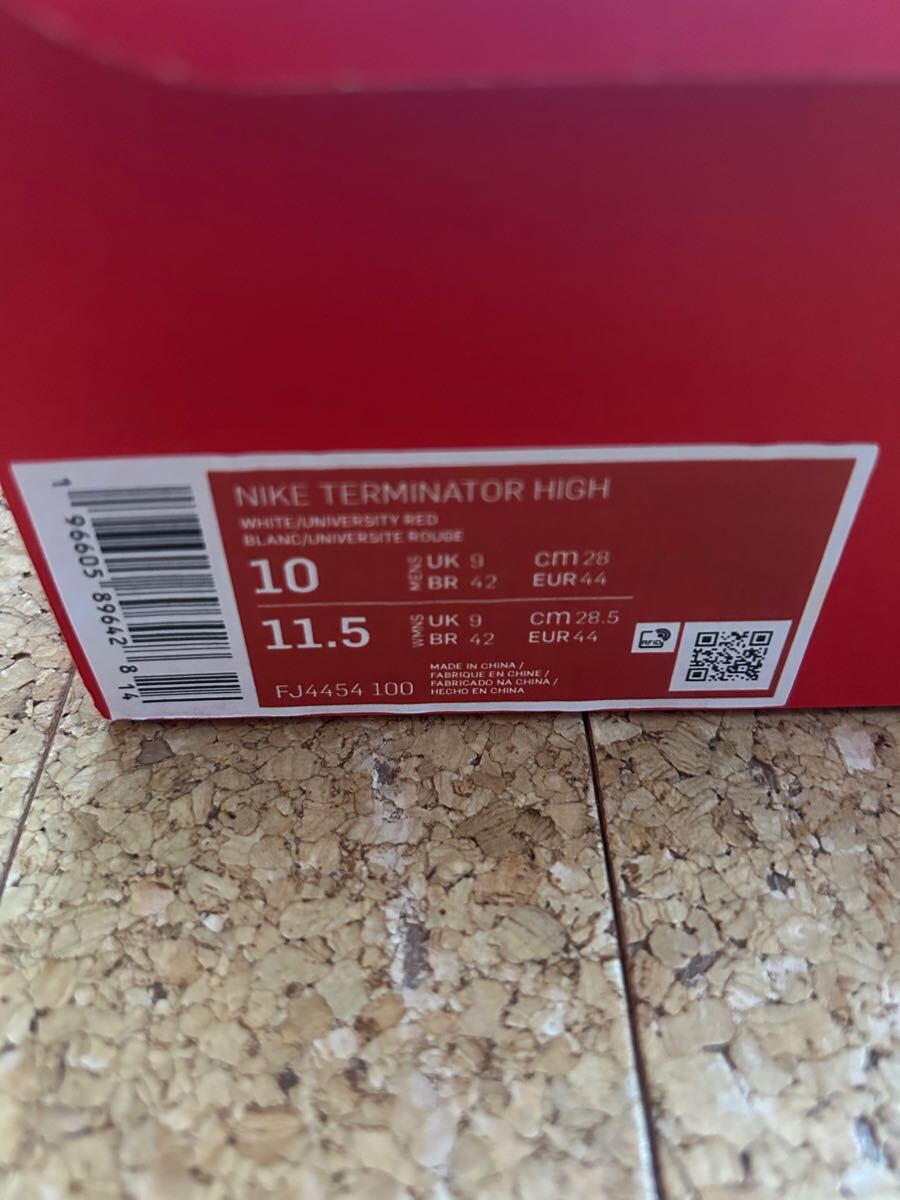 NIKE TERMINATOR HIGH
WHITE/UNIVERSITY RED
BLANC/UNIVERSITE ROUGE
10 MENS UK 9 cm 28
BR 42 EUR 44
11.5 WMNS UK 9 cm 28.5
BR 42 EUR 44
FJ4454 100
MADE IN CHINA /
FABRIQUE EN CHINE /
FABRICADO NA CHINA /
HECHO EN CHINA
RFID
1 96605 89642 8 14